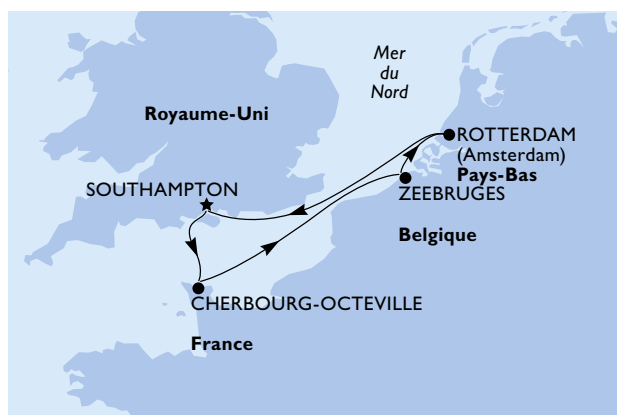 Mer
du
Nord
Royaume-Uni
ROTTERDAM
(Amsterdam)
Pays-Bas
SOUTHAMPTON
ZEEBRUGES
Belgique
CHERBOURG-OCTEVILLE
France